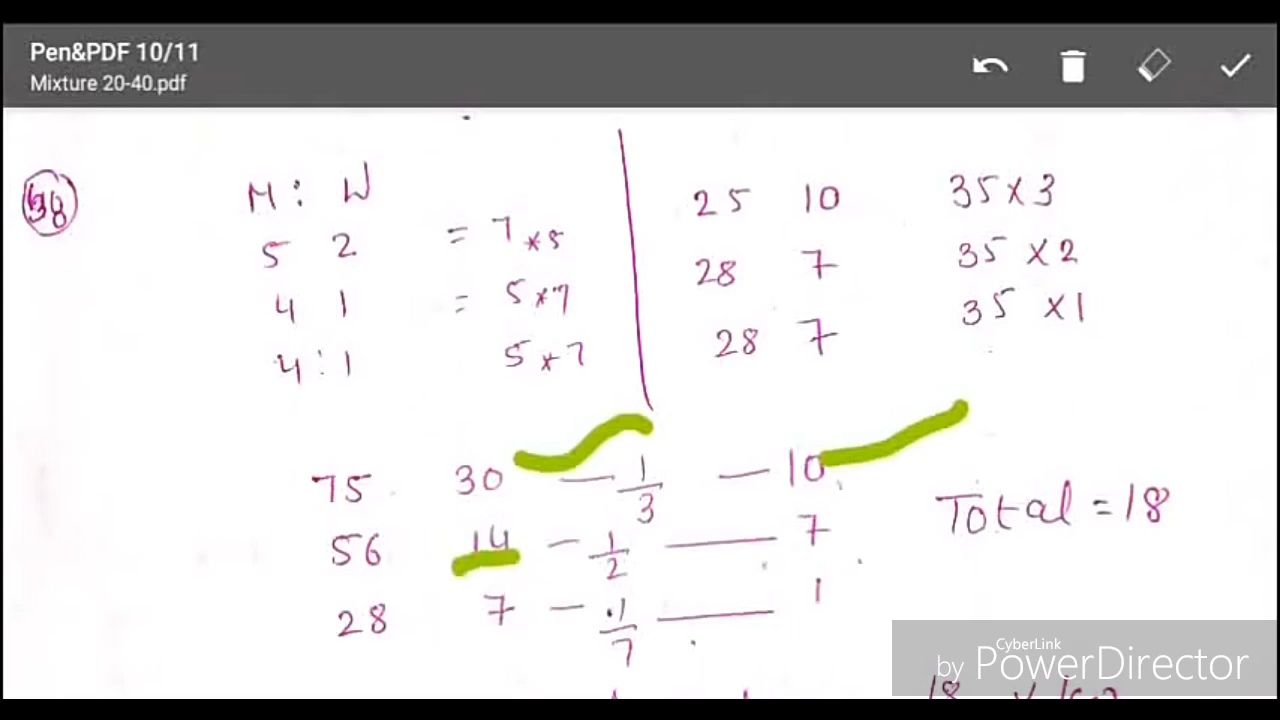 Pen&PDF 10/11
Mixture 20-40.pdf
38
M : W
5 2 = 7 * 5
4 1 = 5 * 7
4 : 1 5 * 7
25 10 35 x 3
28 7 35 x 2
28 7 35 x 1
75 30 — 1/3 — 10
56 14 — 1/2 — 7
28 7 — 1/7 — 1
Total = 18
CyberLink
by PowerDirector
18